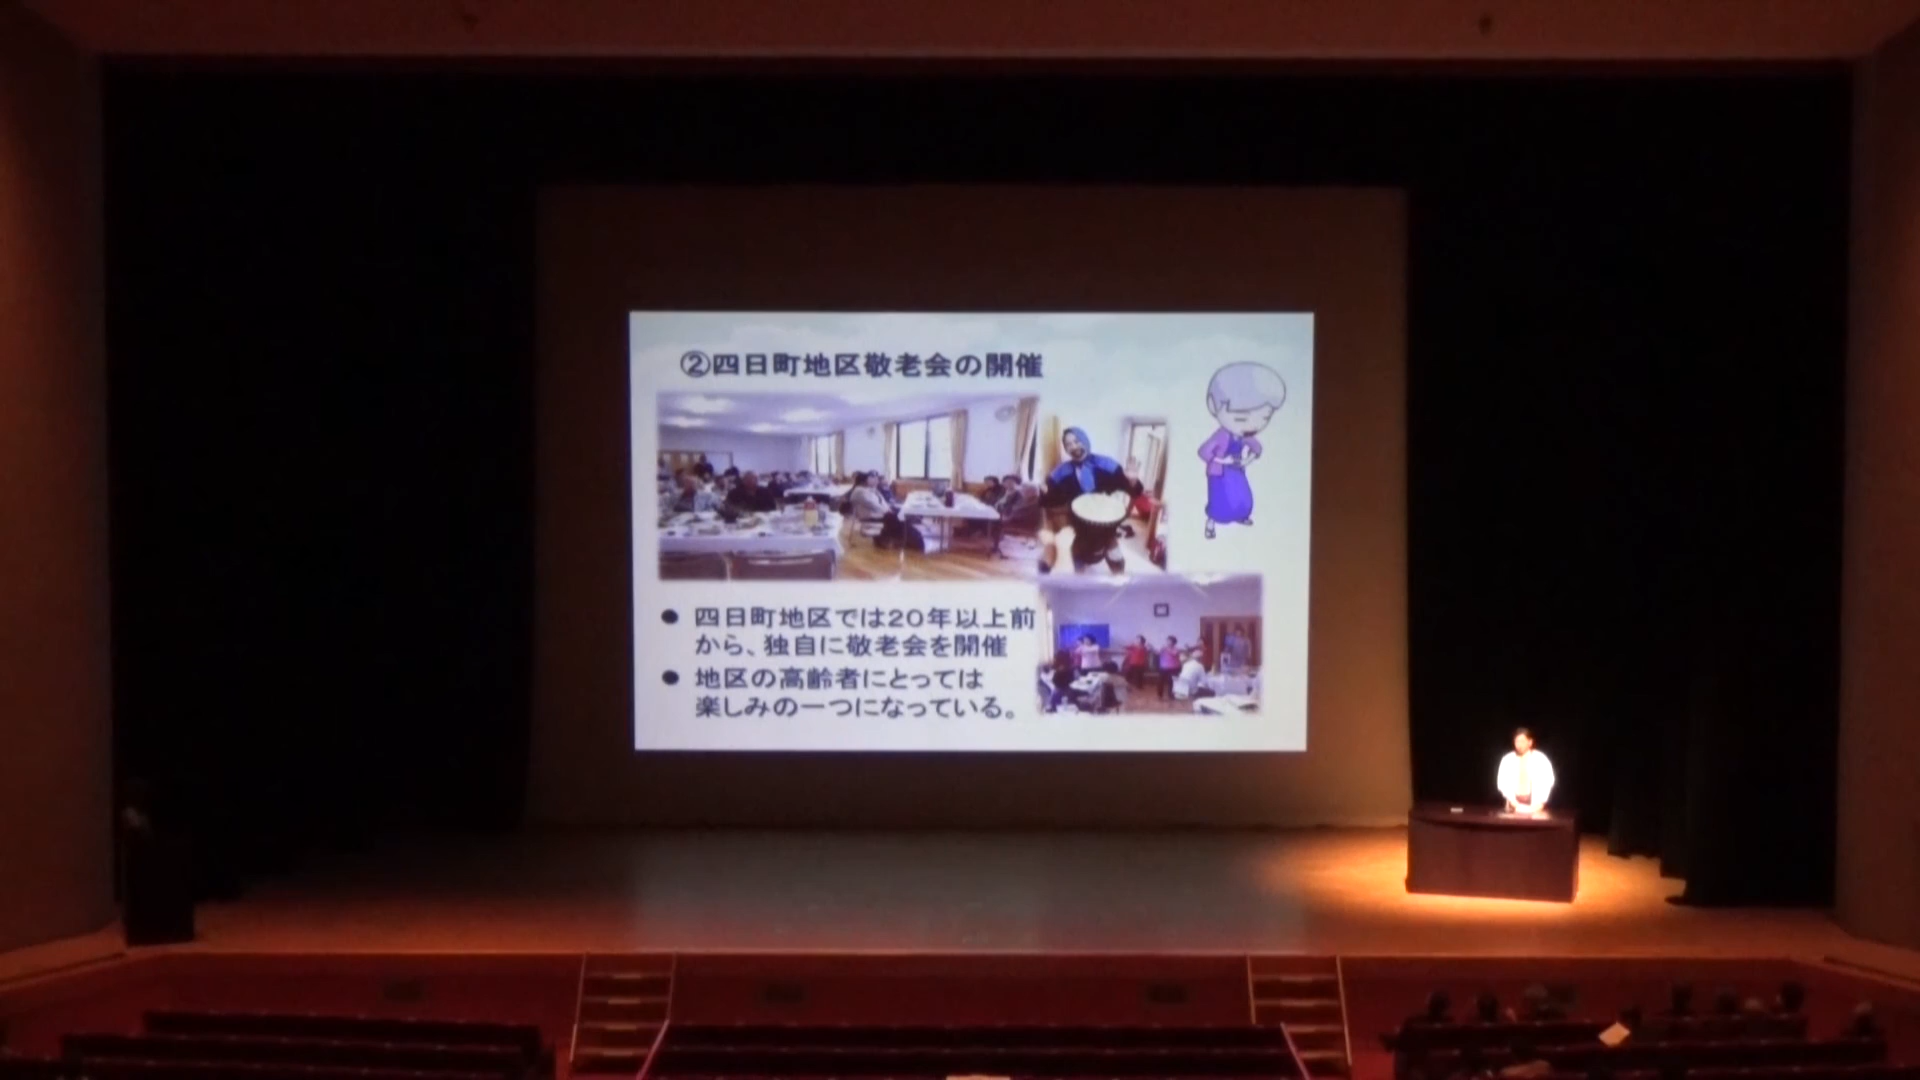 ②四日町地区敬老会の開催
● 四日町地区では20年以上前
から、独自に敬老会を開催
● 地区の高齢者にとっては
楽しみの一つになっている。